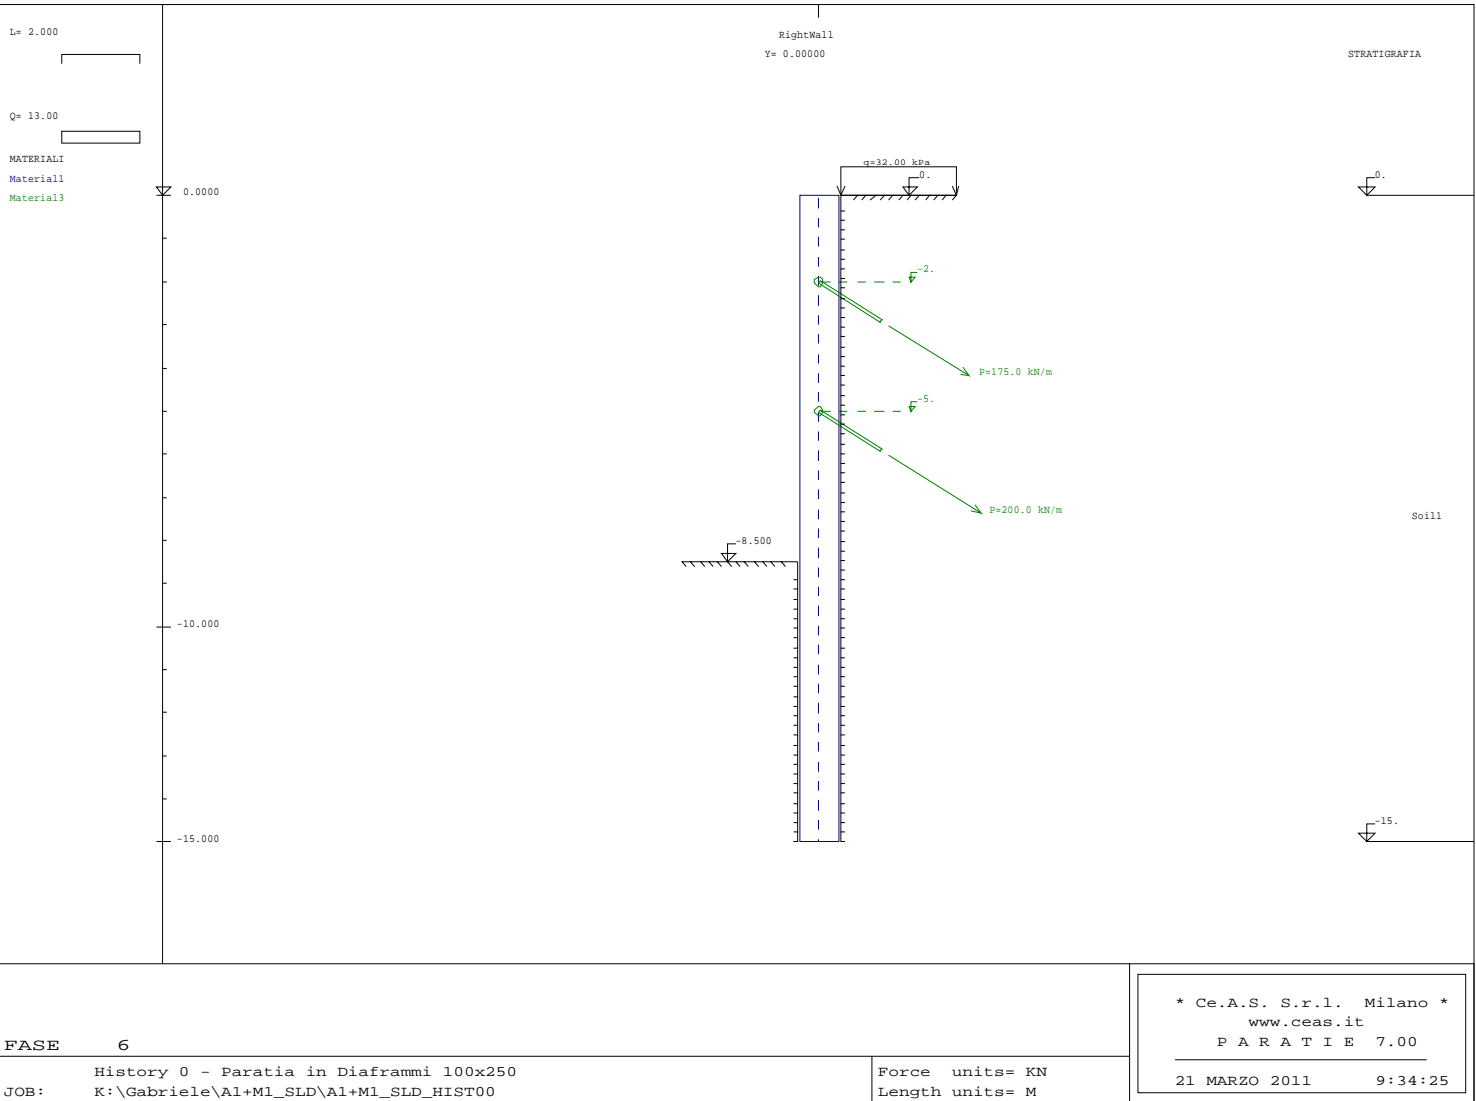 L= 2.000
RightWall
Y= 0.00000
STRATIGRAFIA
Q= 13.00
MATERIALI
Material1
Material3
0.0000
q=32.00 kPa
0.
0.
-2.
P=175.0 kN/m
-5.
P=200.0 kN/m
Soil1
-8.500
-10.000
-15.000
-15.
FASE 6
* Ce.A.S. S.r.l. Milano *
www.ceas.it
P A R A T I E 7.00
21 MARZO 2011 9:34:25
History 0 - Paratia in Diaframmi 100x250
JOB: K:\Gabriele\A1+M1_SLD\A1+M1_SLD_HIST00
Force units= KN
Length units= M